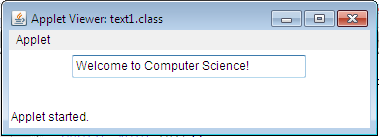 Applet Viewer: text1.class
Applet
Welcome to Computer Science!
Applet started.